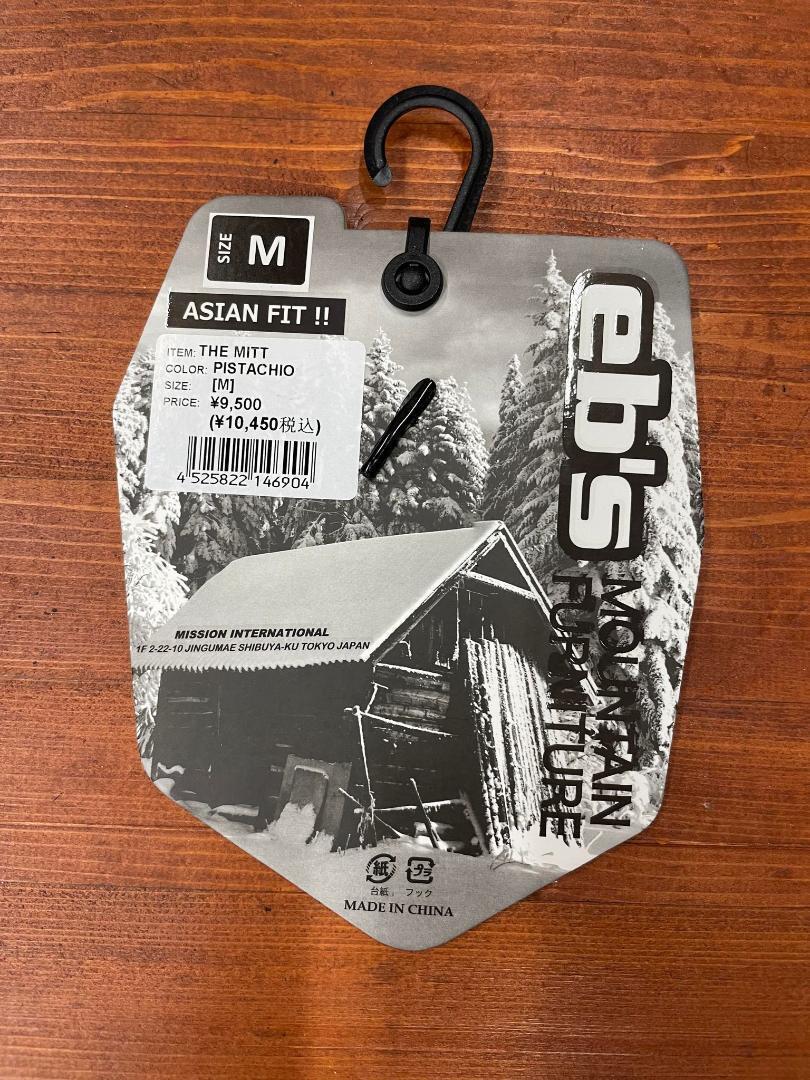 SIZE M
ASIAN FIT !!
ITEM: THE MITT
COLOR: PISTACHIO
SIZE: [M]
PRICE: ¥9,500
(¥10,450税込)
4 525822 146904
eb's
MOUNTAIN
FURNITURE
MISSION INTERNATIONAL
1F 2-22-10 JINGUMAE SHIBUYA-KU TOKYO JAPAN
紙 プラ
台紙 フック
MADE IN CHINA